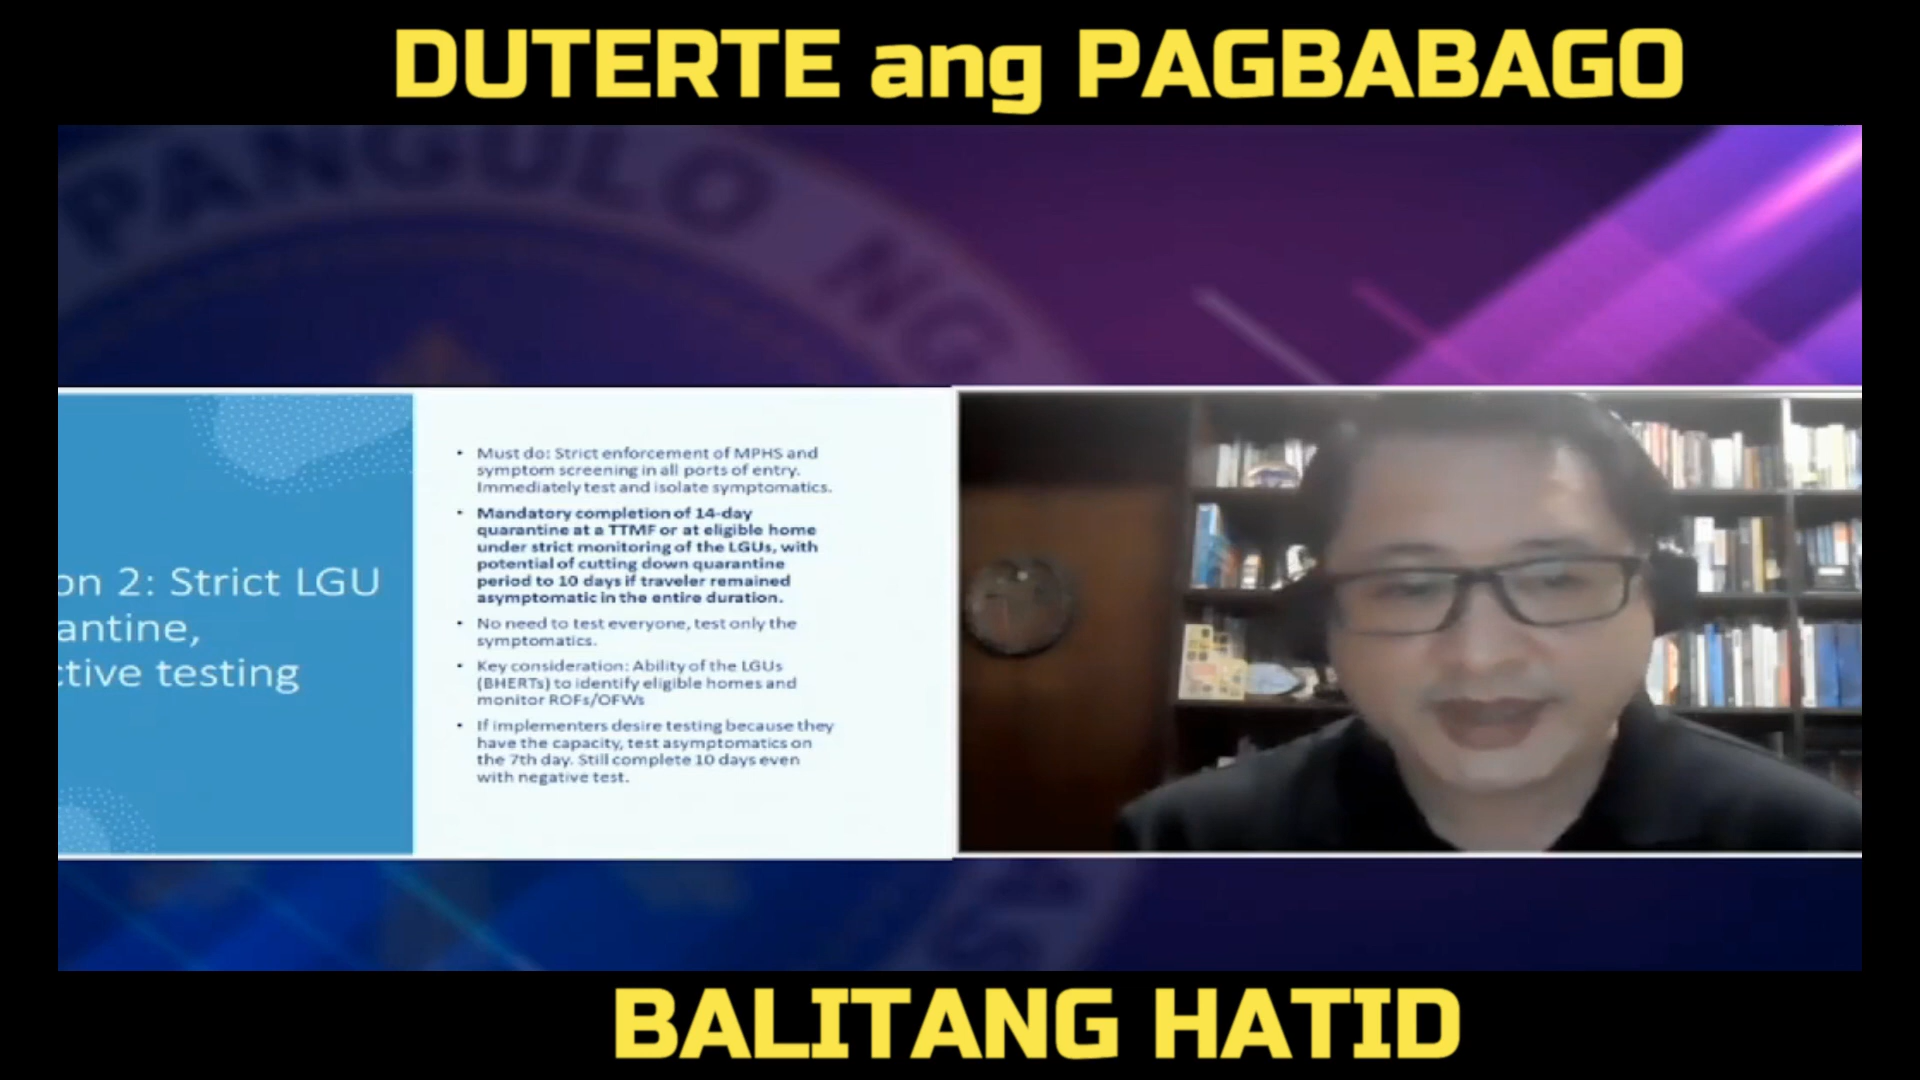 DUTERTE ang PAGBABAGO
PANGULO NG
on 2: Strict LGU
antine,
ctive testing
• Must do: Strict enforcement of MPHS and
symptom screening in all ports of entry.
Immediately test and isolate symptomatics.
• Mandatory completion of 14-day
quarantine at a TTMF or at eligible home
under strict monitoring of the LGUs, with
potential of cutting down quarantine
period to 10 days if traveler remained
asymptomatic in the entire duration.
• No need to test everyone, test only the
symptomatics.
• Key consideration: Ability of the LGUs
(BHERTs) to identify eligible homes and
monitor ROFs/OFWs
• If implementers desire testing because they
have the capacity, test asymptomatics on
the 7th day. Still complete 10 days even
with negative test.
BALITANG HATID